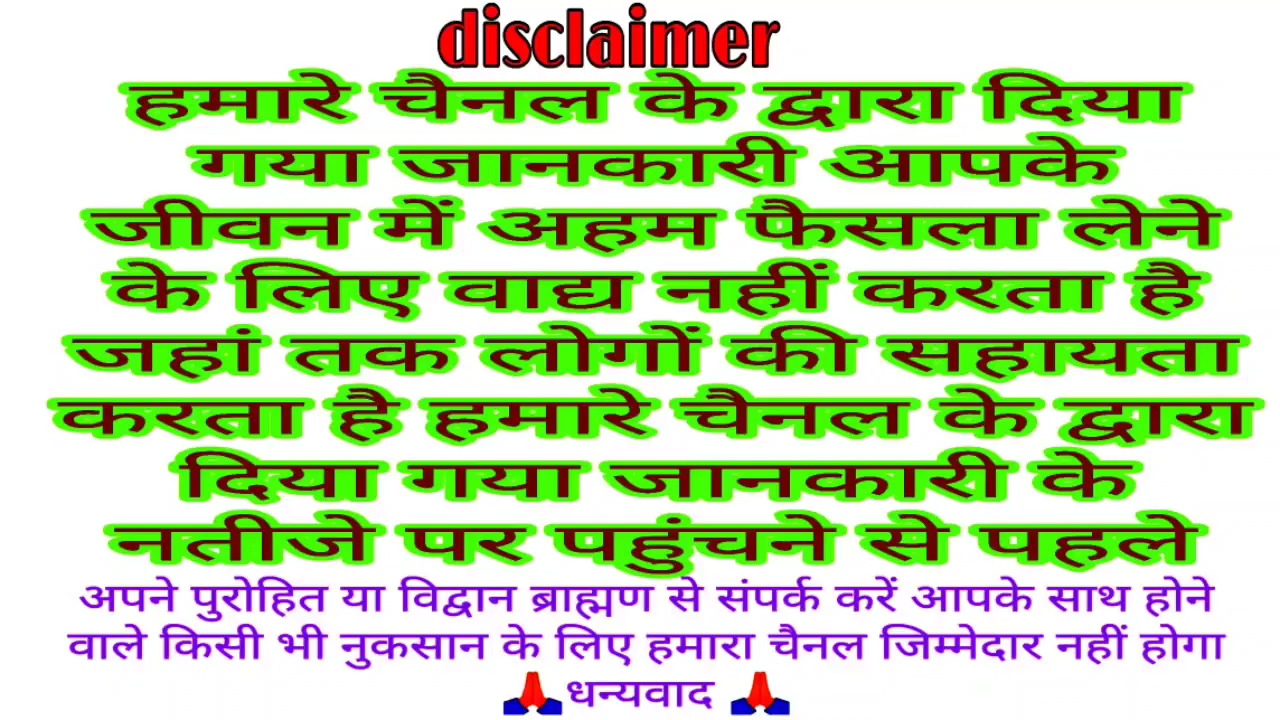 disclaimer
हमारे चैनल के द्वारा दिया
गया जानकारी आपके
जीवन में अहम फैसला लेने
के लिए वाद्य नहीं करता है
जहां तक लोगों की सहायता
करता है हमारे चैनल के द्वारा
दिया गया जानकारी के
नतीजे पर पहुंचने से पहले
अपने पुरोहित या विद्वान ब्राह्मण से संपर्क करें आपके साथ होने
वाले किसी भी नुकसान के लिए हमारा चैनल जिम्मेदार नहीं होगा
🙏धन्यवाद 🙏